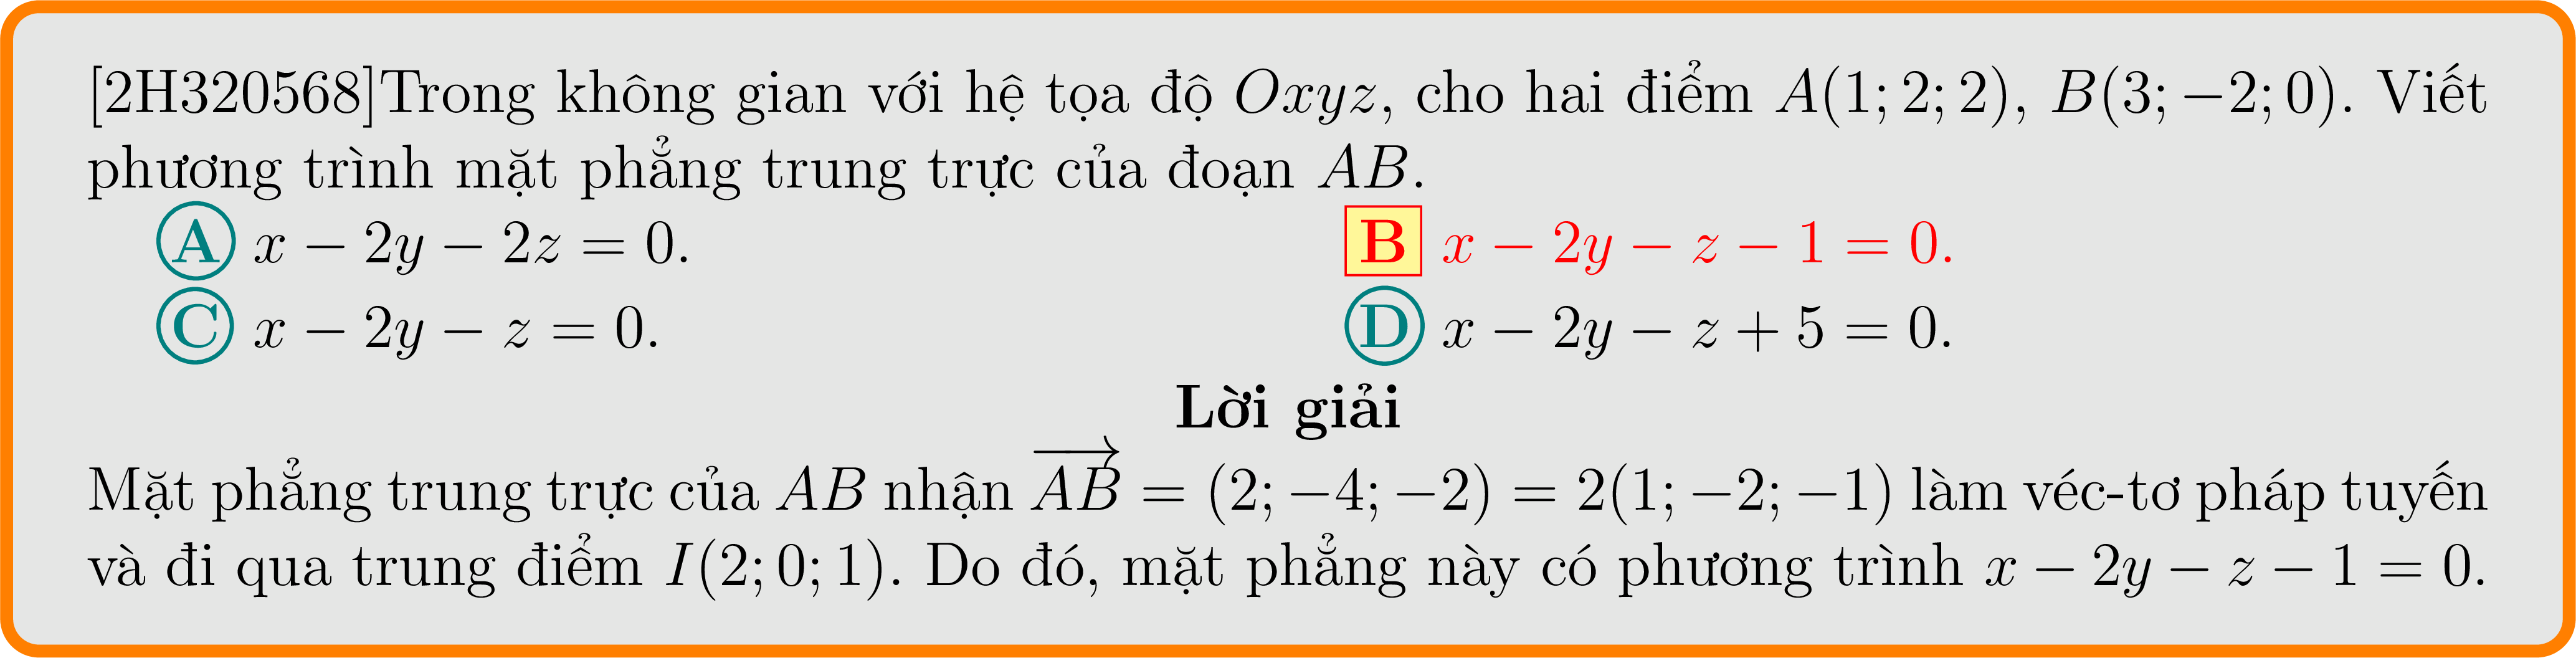 [2H320568]Trong không gian với hệ tọa độ Oxyz, cho hai điểm A(1; 2; 2), B(3; −2; 0). Viết
phương trình mặt phẳng trung trực của đoạn AB.
A x − 2y − 2z = 0. B x − 2y − z − 1 = 0.
C x − 2y − z = 0. D x − 2y − z + 5 = 0.
Lời giải
Mặt phẳng trung trực của AB nhận $\overrightarrow{AB}$ = (2; −4; −2) = 2(1; −2; −1) làm véc-tơ pháp tuyến
và đi qua trung điểm I(2; 0; 1). Do đó, mặt phẳng này có phương trình x − 2y − z − 1 = 0.